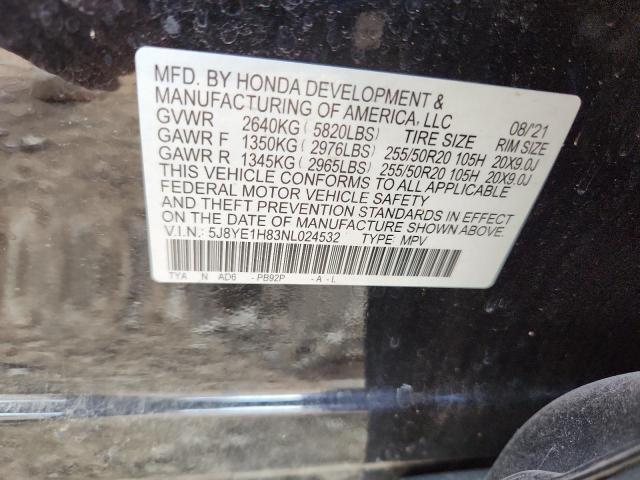 MFD. BY HONDA DEVELOPMENT &
MANUFACTURING OF AMERICA, LLC 08/21
GVWR 2640KG ( 5820LBS) TIRE SIZE RIM SIZE
GAWR F 1350KG ( 2976LBS) 255/50R20 105H 20X9.0J
GAWR R 1345KG ( 2965LBS) 255/50R20 105H 20X9.0J
THIS VEHICLE CONFORMS TO ALL APPLICABLE
FEDERAL MOTOR VEHICLE SAFETY
AND THEFT PREVENTION STANDARDS IN EFFECT
ON THE DATE OF MANUFACTURE SHOWN ABOVE.
V.I.N.: 5J8YE1H83NL024532 TYPE: MPV
TYA N AD6 -PB92P -A -L